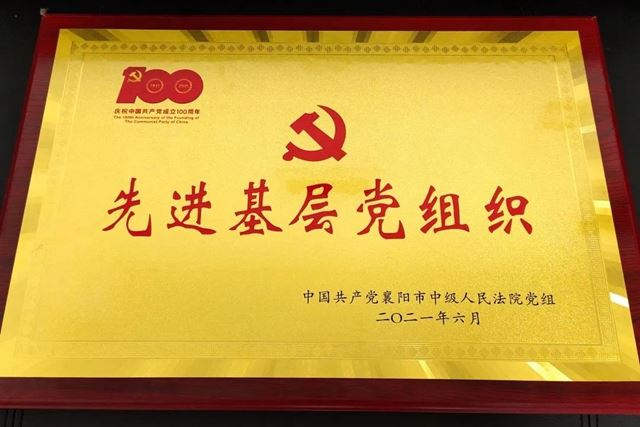 100
1921 2021
庆祝中国共产党成立100周年
The 100th Anniversary of the Founding of
The Communist Party of China
先进基层党组织
中国共产党襄阳市中级人民法院党组
二〇二一年六月